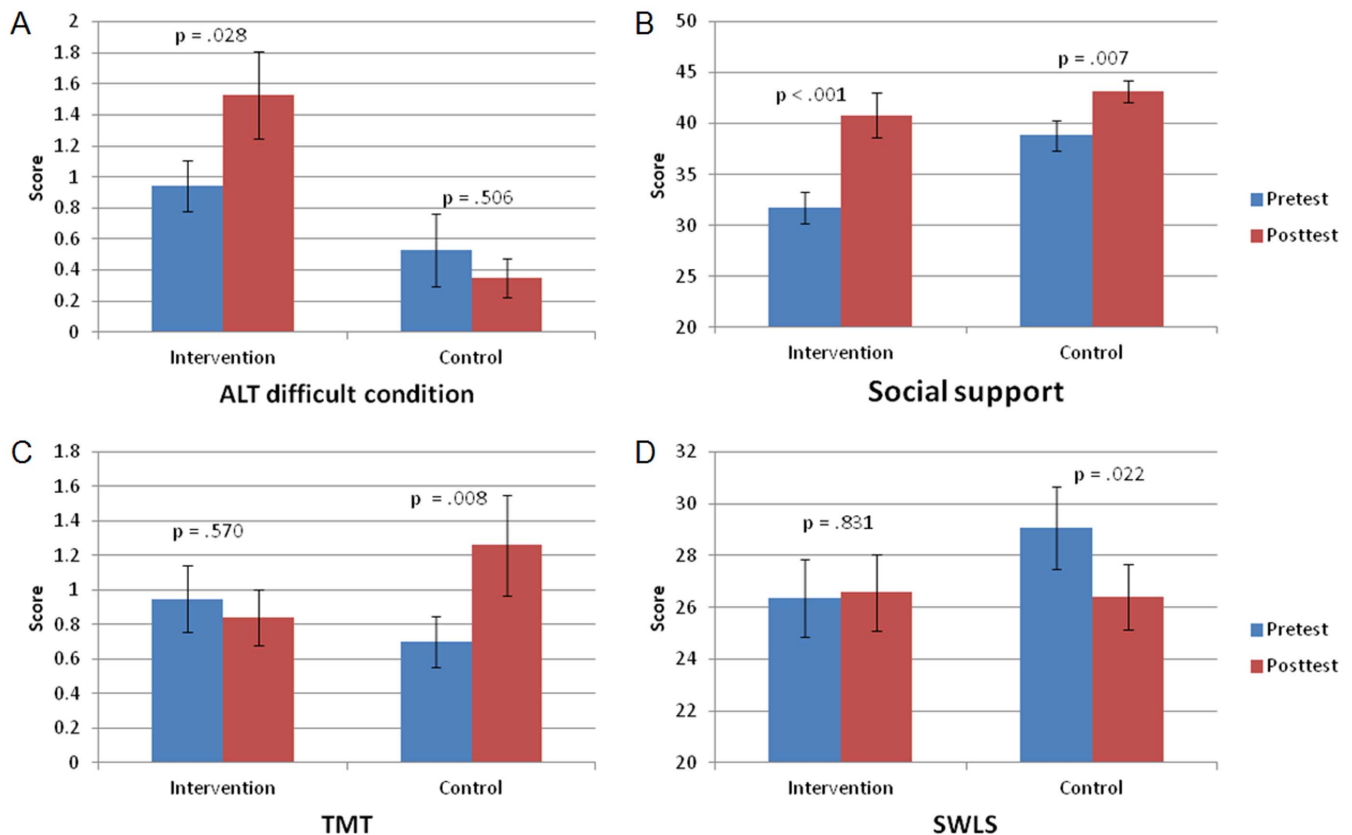 A
2
1.8
1.6
1.4
1.2
1
0.8
0.6
0.4
0.2
0
Score
p = .028
p = .506
Intervention
Control
ALT difficult condition
B
50
45
40
35
30
25
20
Score
p < .001
p = .007
Intervention
Control
Social support
Pretest
Posttest
C
1.8
1.6
1.4
1.2
1
0.8
0.6
0.4
0.2
0
Score
p = .570
p = .008
Intervention
Control
TMT
D
32
30
28
26
24
22
20
Score
p = .831
p = .022
Intervention
Control
SWLS
Pretest
Posttest